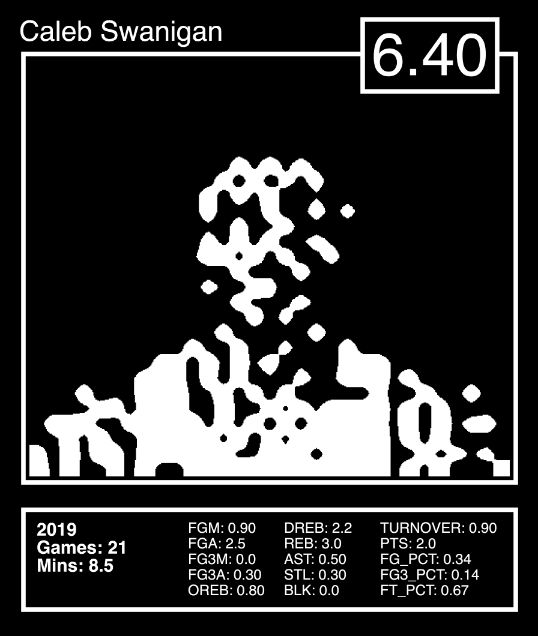 Caleb Swanigan
6.40
2019
Games: 21
Mins: 8.5
FGM: 0.90
FGA: 2.5
FG3M: 0.0
FG3A: 0.30
OREB: 0.80
DREB: 2.2
REB: 3.0
AST: 0.50
STL: 0.30
BLK: 0.0
TURNOVER: 0.90
PTS: 2.0
FG_PCT: 0.34
FG3_PCT: 0.14
FT_PCT: 0.67